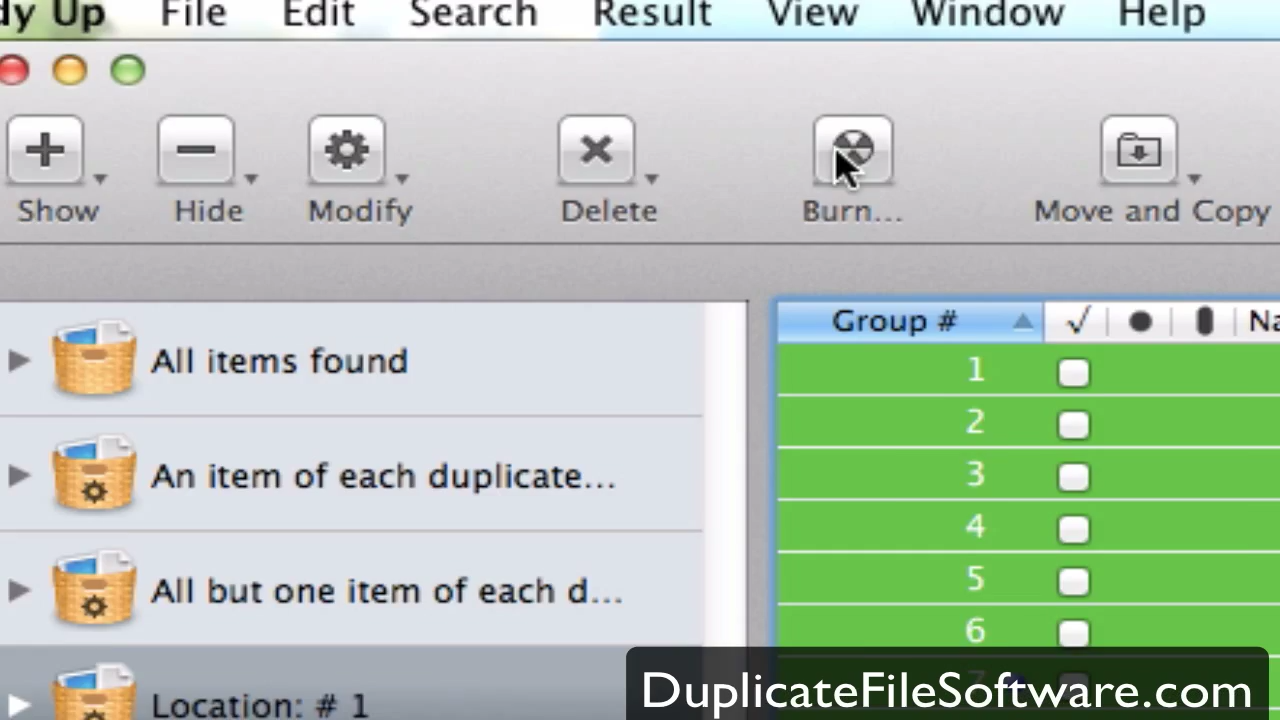 dy Up File Edit Search Result View Window Help
Show Hide Modify Delete Burn... Move and Copy
Group # √ Na
All items found
1
2
An item of each duplicate...
3
4
All but one item of each d...
5
6
Location: # 1
7
DuplicateFileSoftware.com